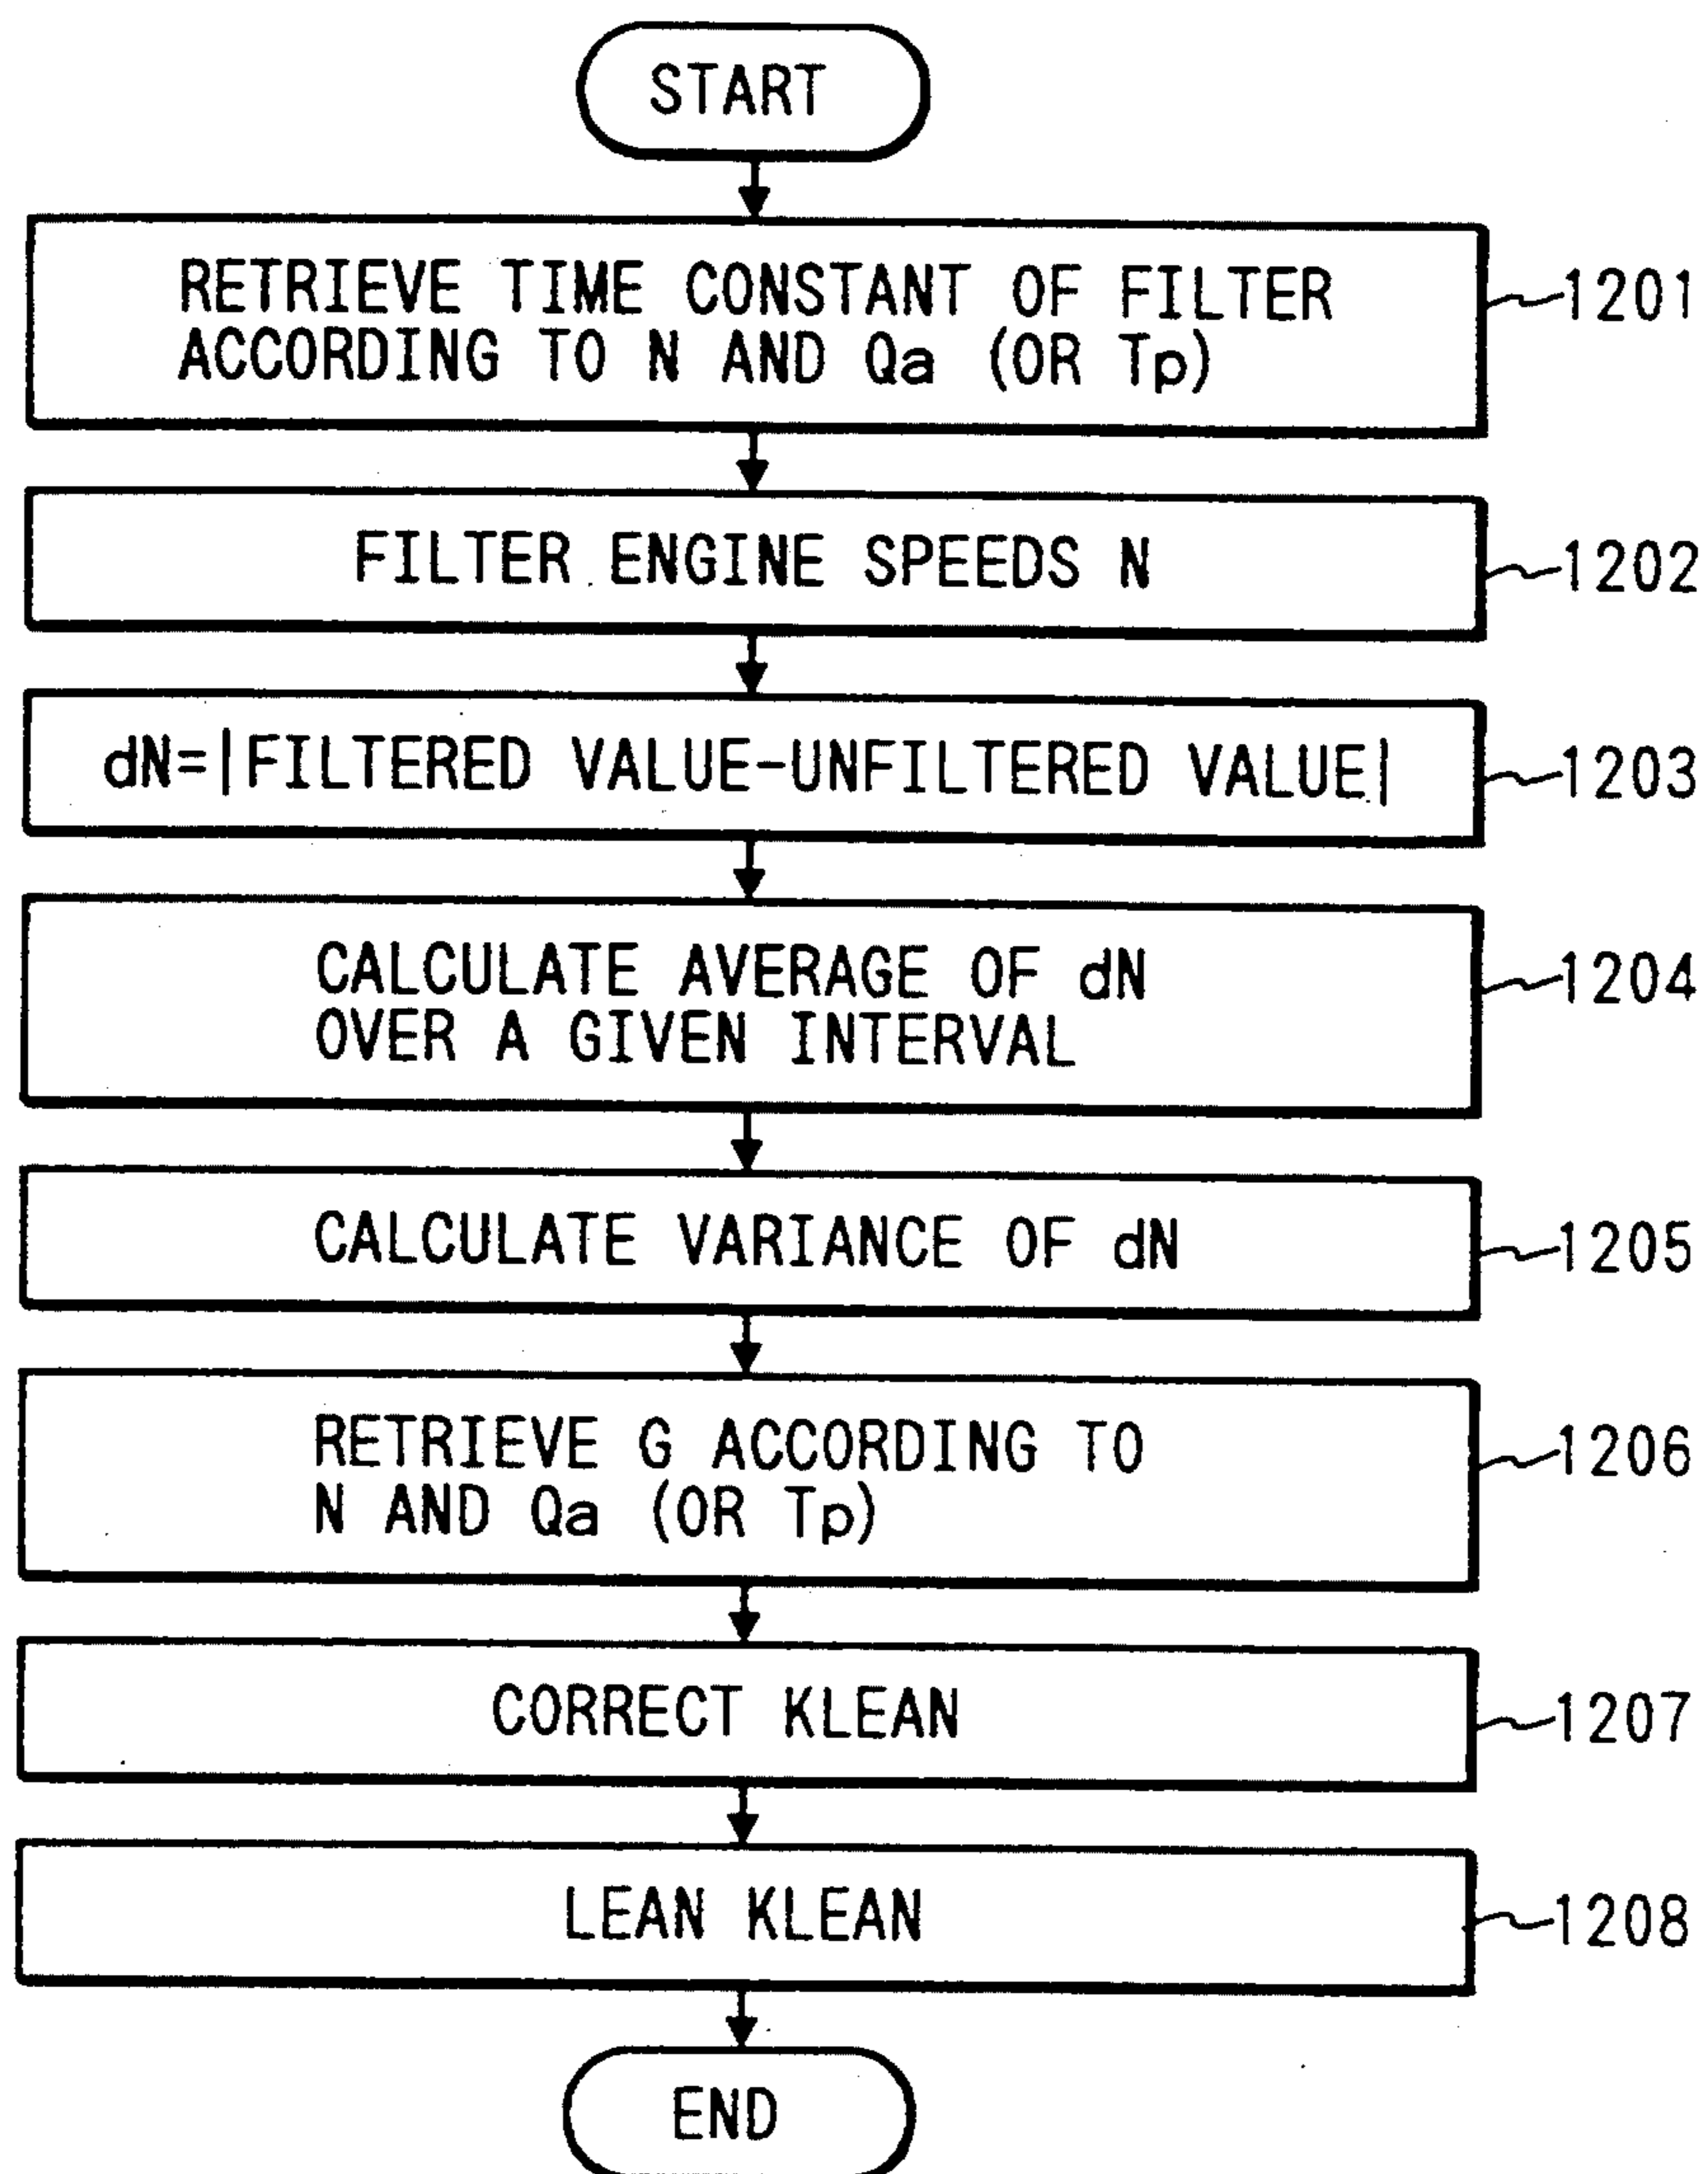 START
RETRIEVE TIME CONSTANT OF FILTER
ACCORDING TO N AND Qa (OR Tp)
1201
FILTER ENGINE SPEEDS N
1202
dN=|FILTERED VALUE-UNFILTERED VALUE|
1203
CALCULATE AVERAGE OF dN
OVER A GIVEN INTERVAL
1204
CALCULATE VARIANCE OF dN
1205
RETRIEVE G ACCORDING TO
N AND Qa (OR Tp)
1206
CORRECT KLEAN
1207
LEAN KLEAN
1208
END